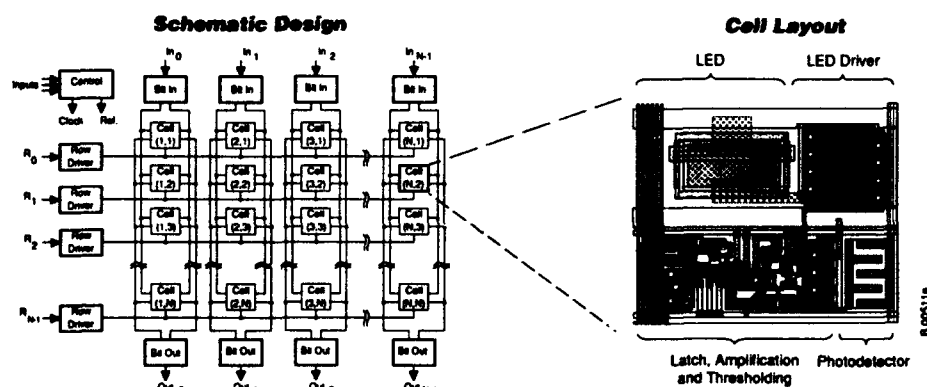 Schematic Design
Cell Layout
In0 In1 In2 InN-1
LED LED Driver
Inputs
Control
Bit In Bit In Bit In Bit In
Clock Ref.
Cell (1,1) Cell (2,1) Cell (3,1) Cell (N,1)
R0 Row Driver
Cell (1,2) Cell (2,2) Cell (3,2) Cell (N,2)
R1 Row Driver
Cell (1,3) Cell (2,3) Cell (3,3) Cell (N,3)
R2 Row Driver
Cell (1,N) Cell (2,N) Cell (3,N) Cell (N,N)
RN-1 Row Driver
Bit Out Bit Out Bit Out Bit Out
Latch, Amplification
and Thresholding
Photodetector